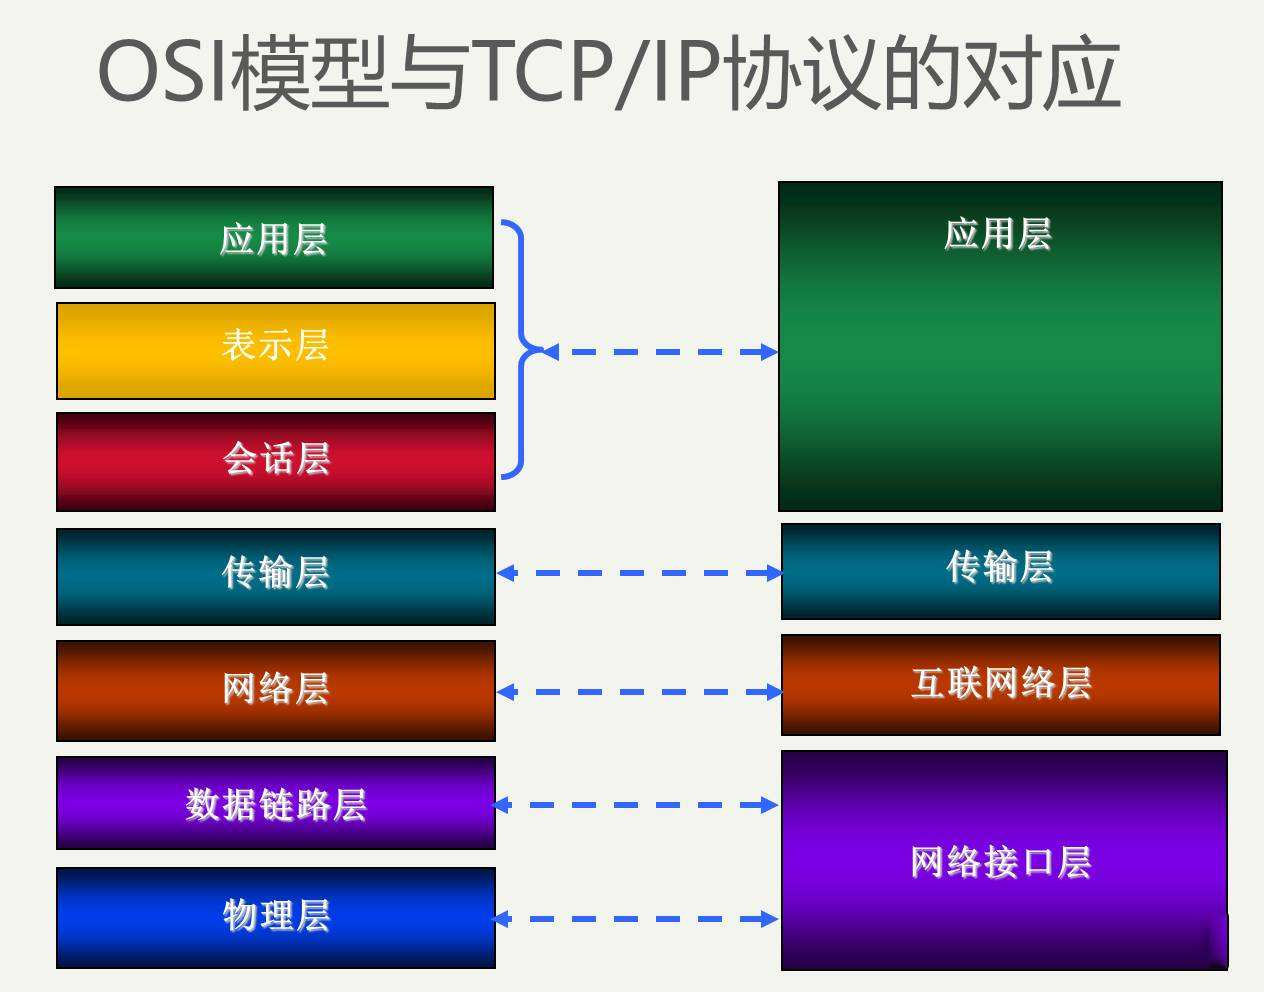 OSI模型与TCP/IP协议的对应
应用层
表示层
会话层
传输层
网络层
数据链路层
物理层
应用层
传输层
互联网络层
网络接口层